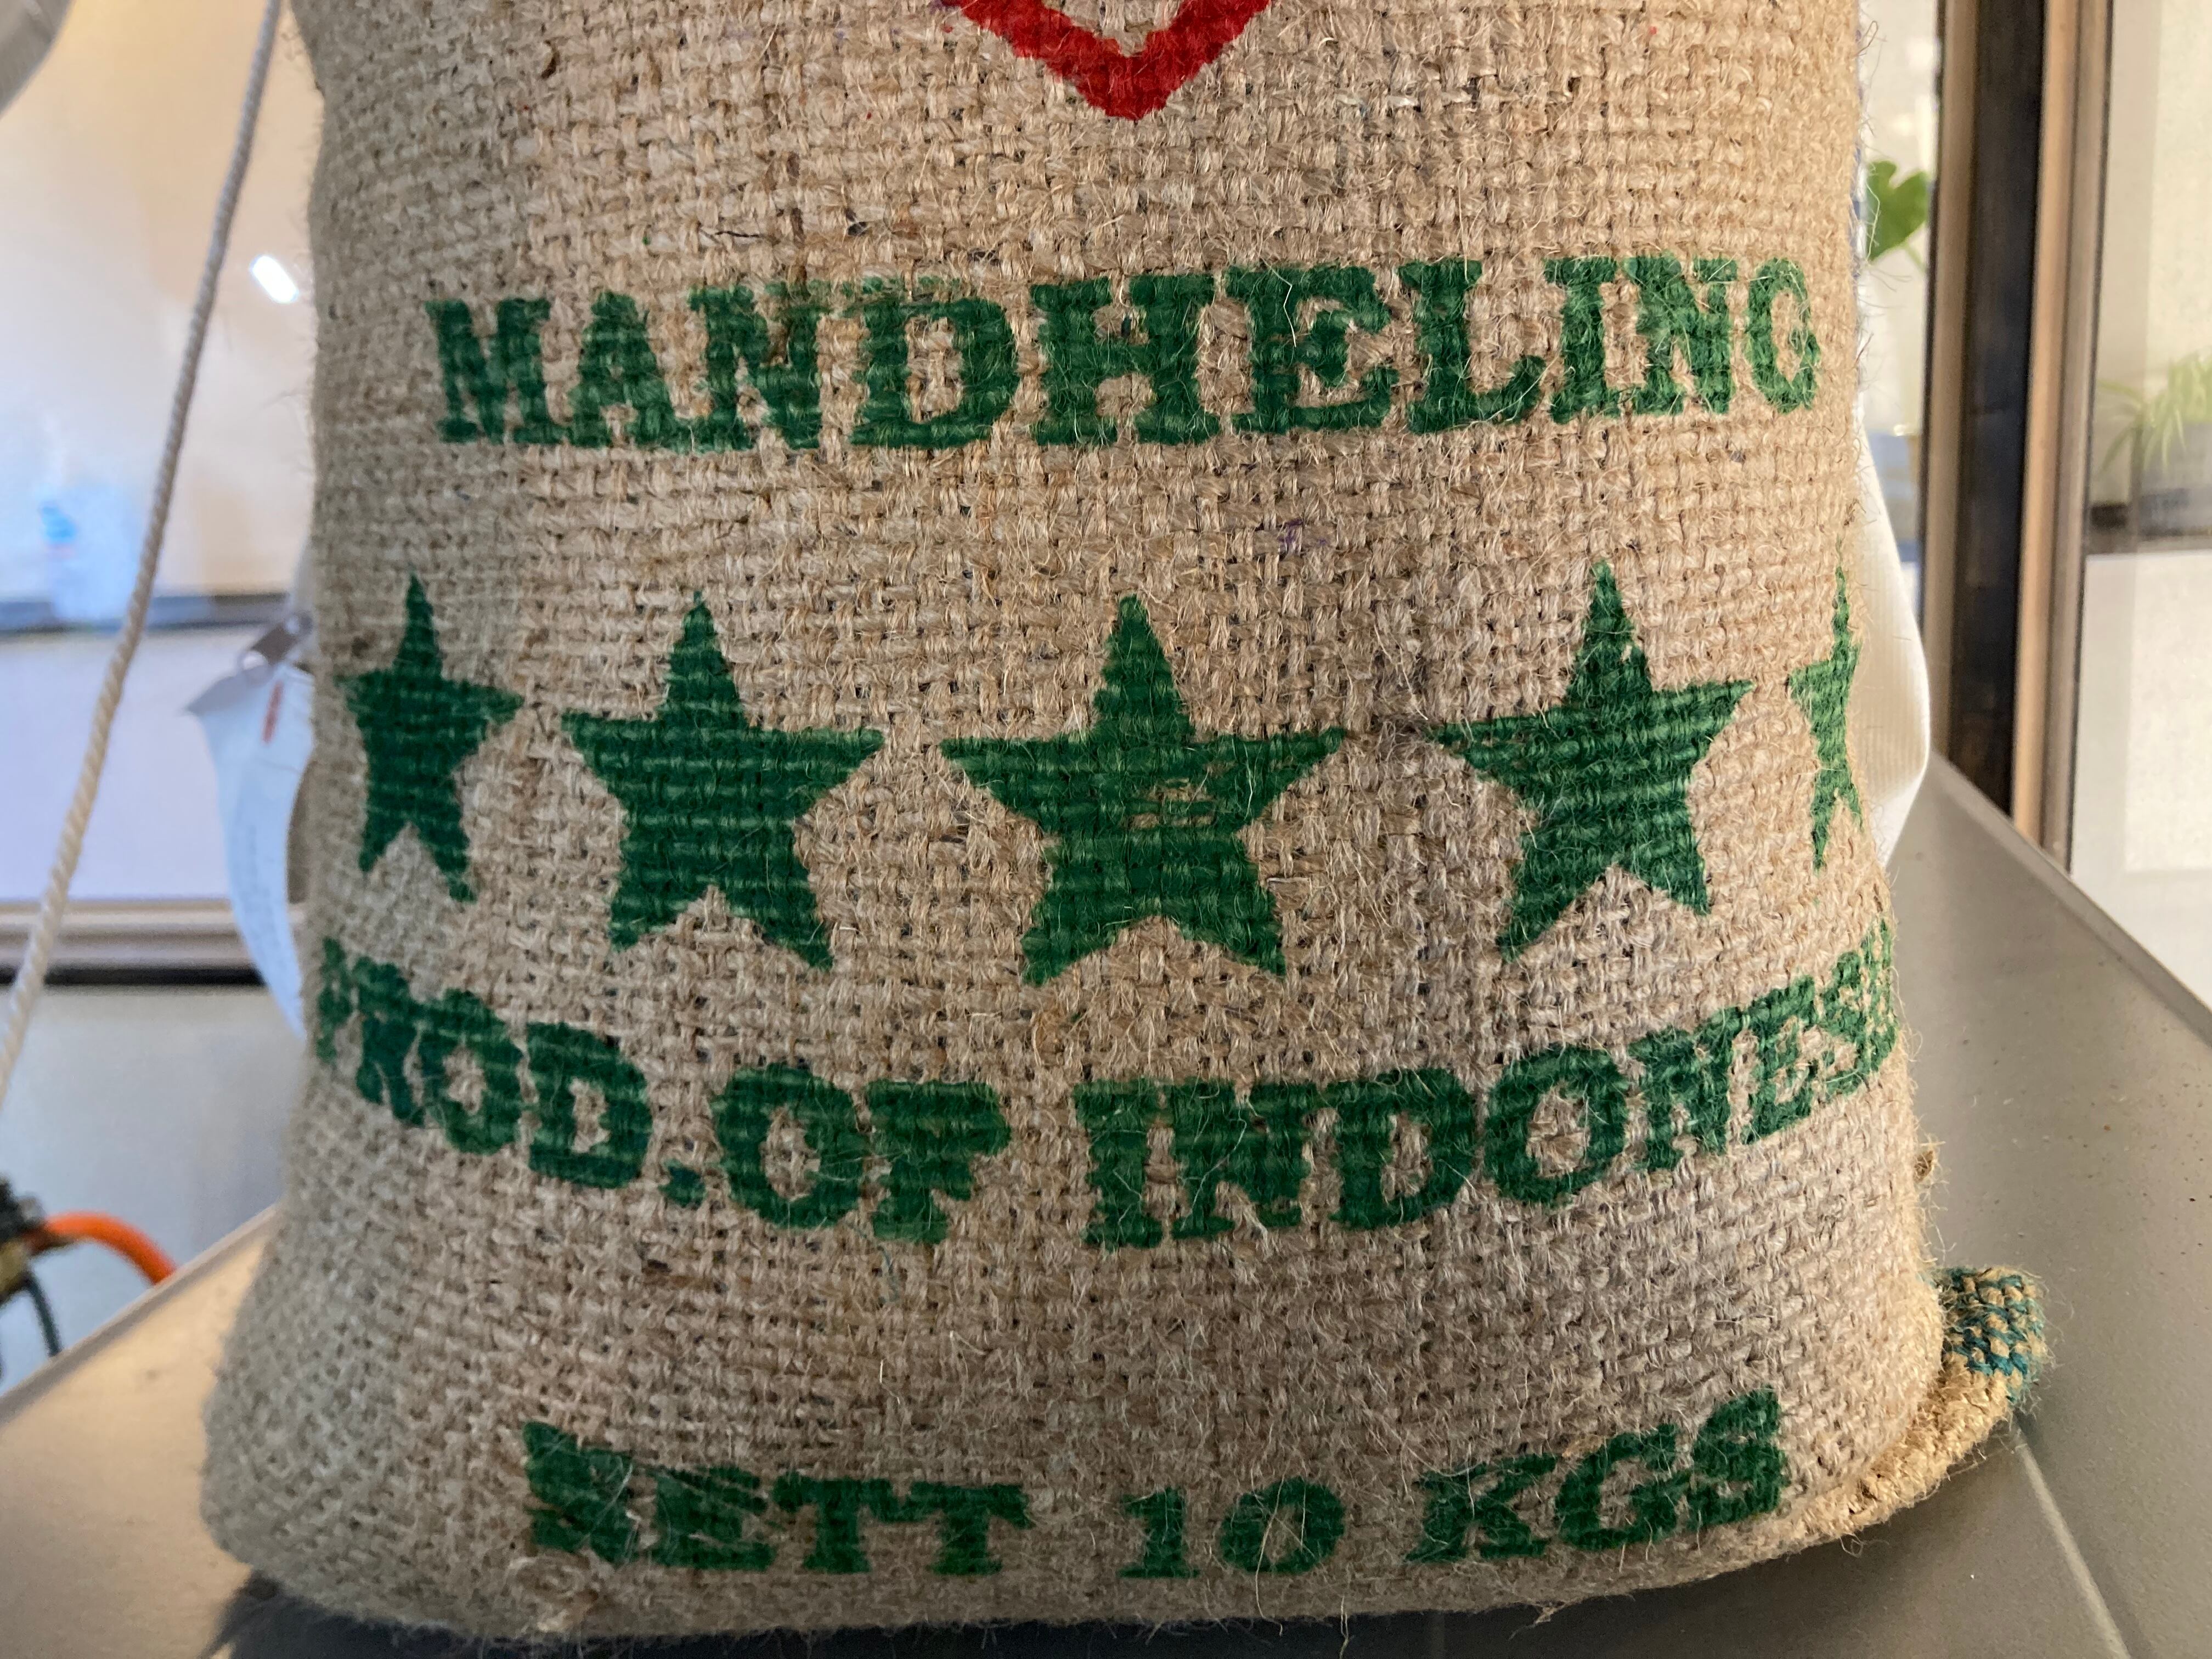 MANDHELING
PROD.OF INDONESIA
NETT 10 KGS